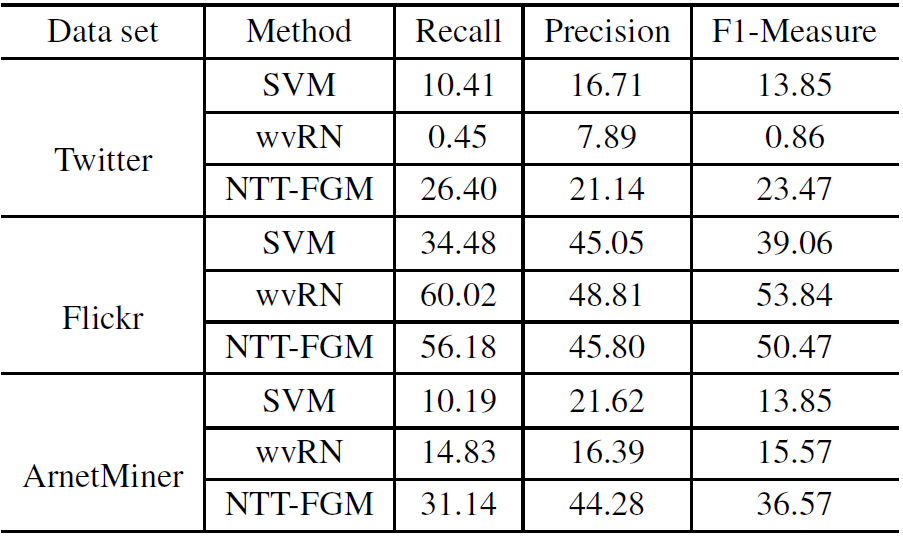 Data set Method Recall Precision F1-Measure
Twitter SVM 10.41 16.71 13.85
wvRN 0.45 7.89 0.86
NTT-FGM 26.40 21.14 23.47
Flickr SVM 34.48 45.05 39.06
wvRN 60.02 48.81 53.84
NTT-FGM 56.18 45.80 50.47
ArnetMiner SVM 10.19 21.62 13.85
wvRN 14.83 16.39 15.57
NTT-FGM 31.14 44.28 36.57